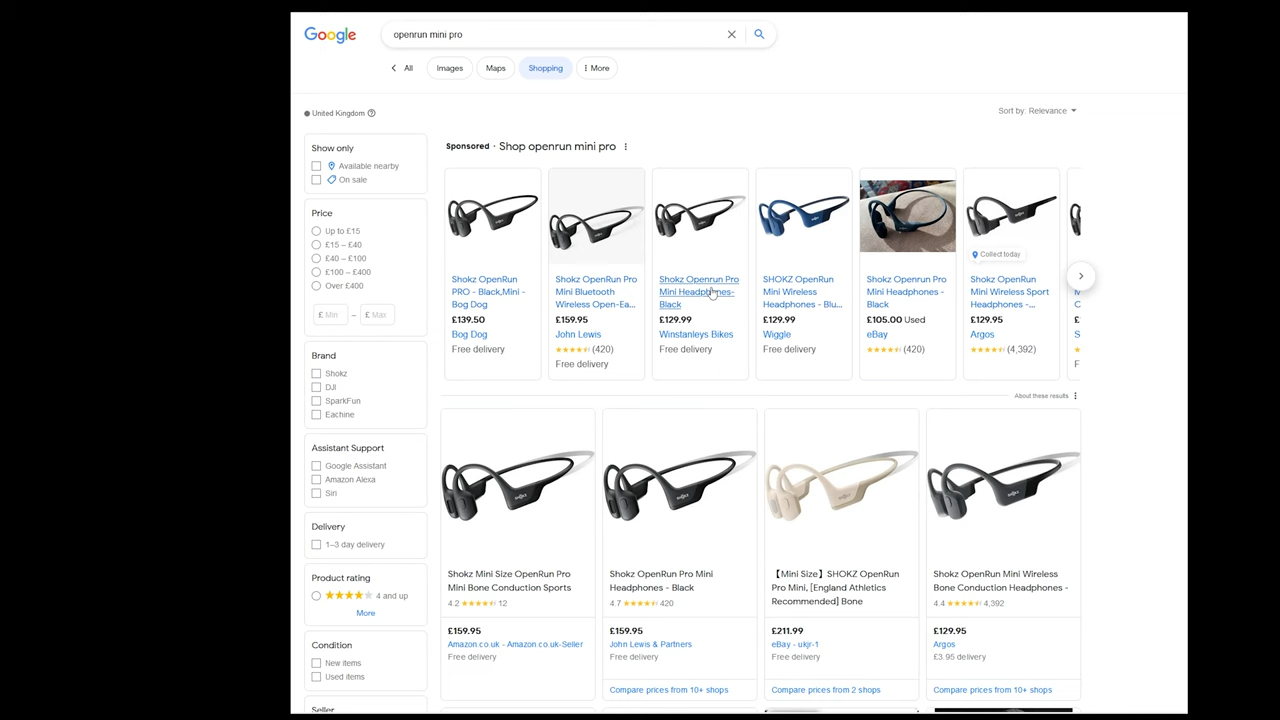 Google
openrun mini pro
All
Images
Maps
Shopping
More
United Kingdom
Sort by: Relevance
Show only
Available nearby
On sale
Price
Up to £15
£15 – £40
£40 – £100
£100 – £400
Over £400
£ Min – £ Max
Brand
Shokz
DJI
SparkFun
Eachine
Assistant Support
Google Assistant
Amazon Alexa
Siri
Delivery
1–3 day delivery
Product rating
4 and up
More
Condition
New items
Used items
Seller
Sponsored · Shop openrun mini pro
Shokz OpenRun
PRO - Black,Mini -
Bog Dog
£139.50
Bog Dog
Free delivery
Shokz OpenRun Pro
Mini Bluetooth
Wireless Open-Ea...
£159.95
John Lewis
(420)
Free delivery
Shokz Openrun Pro
Mini Headphones-
Black
£129.99
Winstanleys Bikes
Free delivery
SHOKZ OpenRun
Mini Wireless
Headphones - Blu...
£129.99
Wiggle
Free delivery
Shokz OpenRun Pro
Mini Headphones -
Black
£105.00 Used
eBay
(420)
Collect today
Shokz OpenRun
Mini Wireless Sport
Headphones -...
£129.95
Argos
(4,392)
About these results
Shokz Mini Size OpenRun Pro
Mini Bone Conduction Sports
4.2 12
£159.95
Amazon.co.uk - Amazon.co.uk-Seller
Free delivery
Shokz OpenRun Pro Mini
Headphones - Black
4.7 420
£159.95
John Lewis & Partners
Free delivery
Compare prices from 10+ shops
【Mini Size】SHOKZ OpenRun
Pro Mini, [England Athletics
Recommended] Bone
£211.99
eBay - ukjr-1
Free delivery
Compare prices from 2 shops
Shokz OpenRun Mini Wireless
Bone Conduction Headphones -
4.4 4,392
£129.95
Argos
£3.95 delivery
Compare prices from 10+ shops